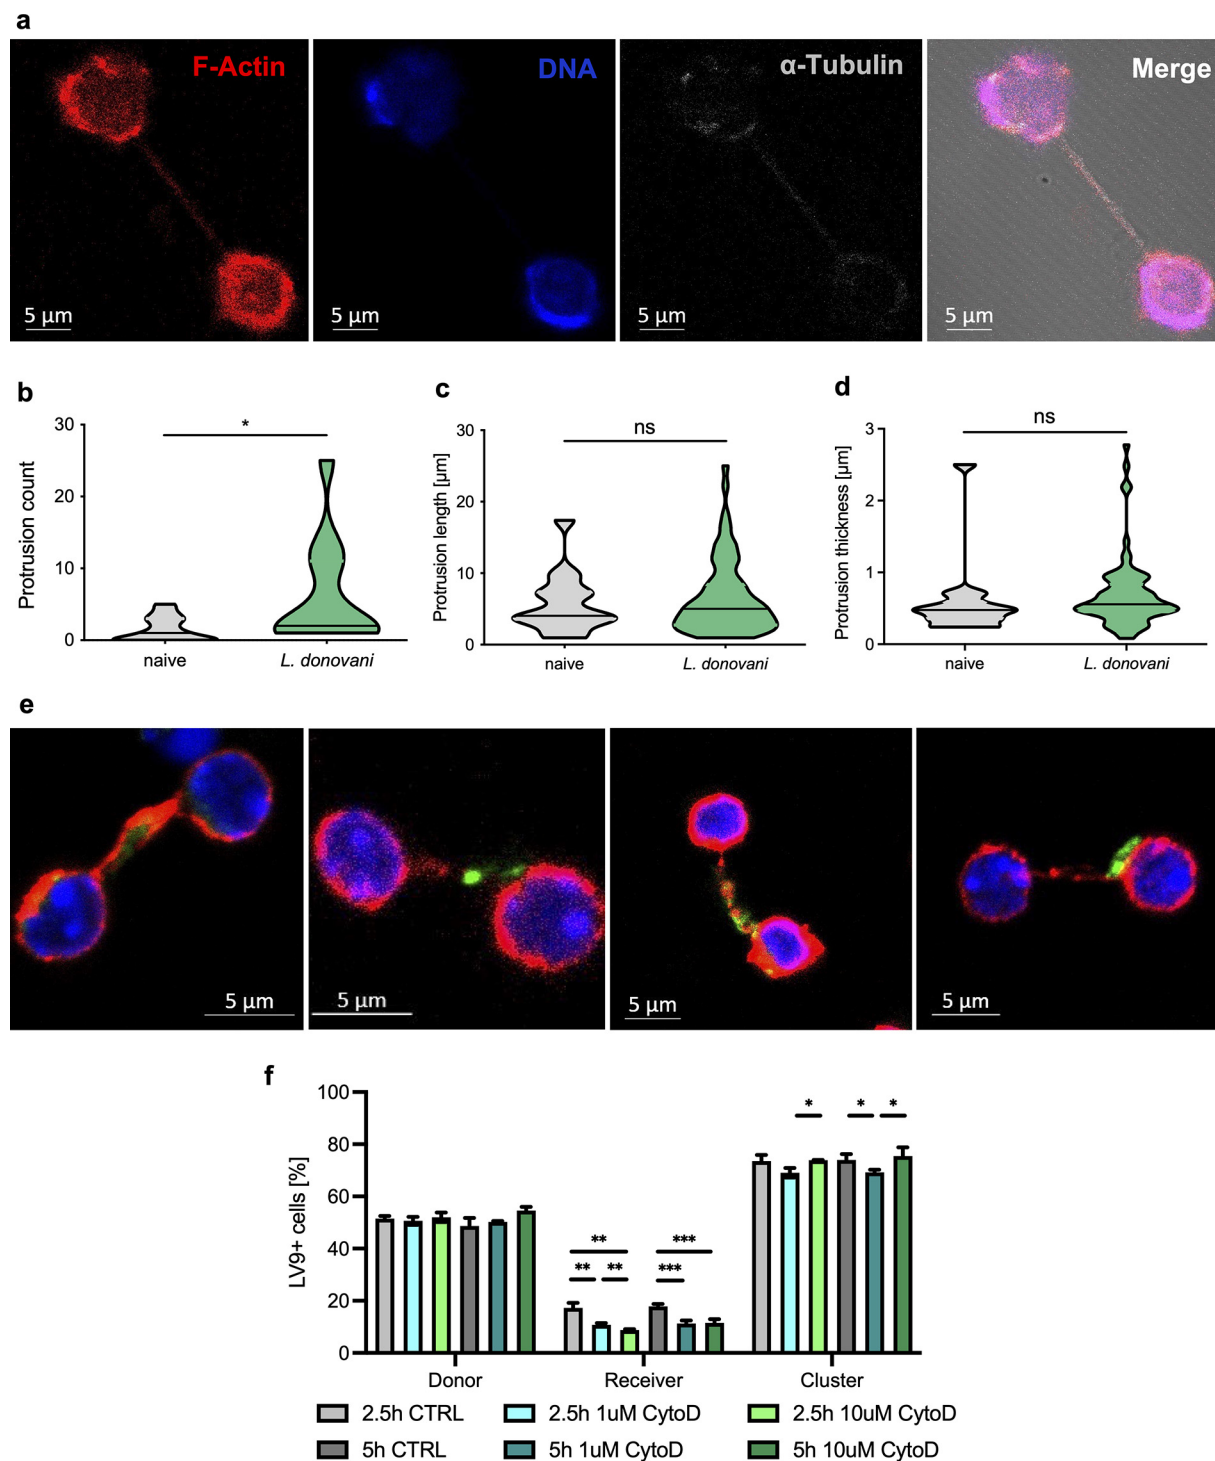 a
F-Actin
DNA
α-Tubulin
Merge
5 μm
5 μm
5 μm
5 μm
b
c
d
30
20
10
0
Protrusion count
*
naive
L. donovani
30
20
10
0
Protrusion length [μm]
ns
naive
L. donovani
3
2
1
0
Protrusion thickness [μm]
ns
naive
L. donovani
e
5 μm
5 μm
5 μm
5 μm
f
100
80
60
40
20
0
LV9+ cells [%]
** ** **
*** ***
* * *
Donor
Receiver
Cluster
2.5h CTRL
2.5h 1uM CytoD
2.5h 10uM CytoD
5h CTRL
5h 1uM CytoD
5h 10uM CytoD